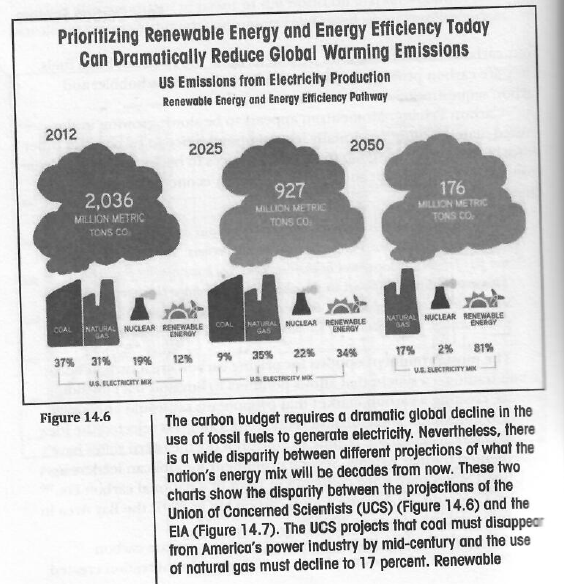 Prioritizing Renewable Energy and Energy Efficiency Today
Can Dramatically Reduce Global Warming Emissions
US Emissions from Electricity Production
Renewable Energy and Energy Efficiency Pathway
2012
2,036
MILLION METRIC
TONS CO₂
COAL
NATURAL
GAS
NUCLEAR
RENEWABLE
ENERGY
37% 31% 19% 12%
U.S. ELECTRICITY MIX
2025
927
MILLION METRIC
TONS CO₂
COAL
NATURAL
GAS
NUCLEAR
RENEWABLE
ENERGY
9% 35% 22% 34%
U.S. ELECTRICITY MIX
2050
176
MILLION METRIC
TONS CO₂
NATURAL
GAS
NUCLEAR
RENEWABLE
ENERGY
17% 2% 81%
U.S. ELECTRICITY MIX
Figure 14.6
The carbon budget requires a dramatic global decline in the
use of fossil fuels to generate electricity. Nevertheless, there
is a wide disparity between different projections of what the
nation's energy mix will be decades from now. These two
charts show the disparity between the projections of the
Union of Concerned Scientists (UCS) (Figure 14.6) and the
EIA (Figure 14.7). The UCS projects that coal must disappear
from America's power industry by mid-century and the use
of natural gas must decline to 17 percent. Renewable